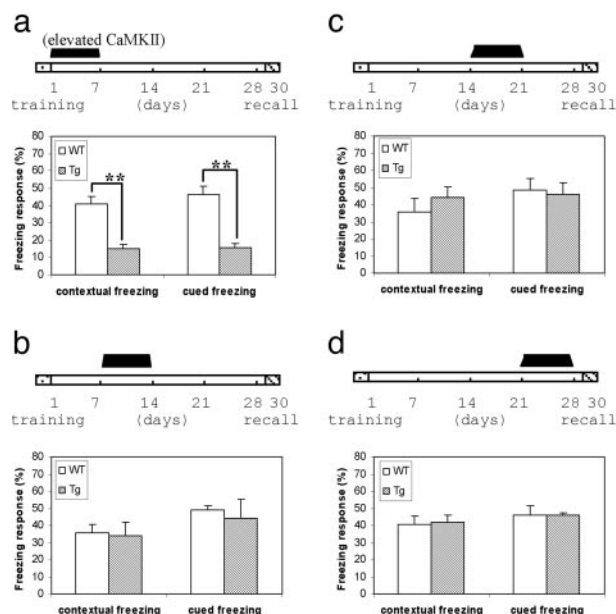 a
(elevated CaMKII)
1 7 14 21 28 30
training (days) recall
80
70
60
50
40
30
20
10
0
Freezing response (%)
WT
Tg
**
**
contextual freezing cued freezing
b
1 7 14 21 28 30
training (days) recall
80
70
60
50
40
30
20
10
0
Freezing response (%)
WT
Tg
contextual freezing cued freezing
c
1 7 14 21 28 30
training (days) recall
80
70
60
50
40
30
20
10
0
Freezing response (%)
WT
Tg
contextual freezing cued freezing
d
1 7 14 21 28 30
training (days) recall
80
70
60
50
40
30
20
10
0
Freezing response (%)
WT
Tg
contextual freezing cued freezing